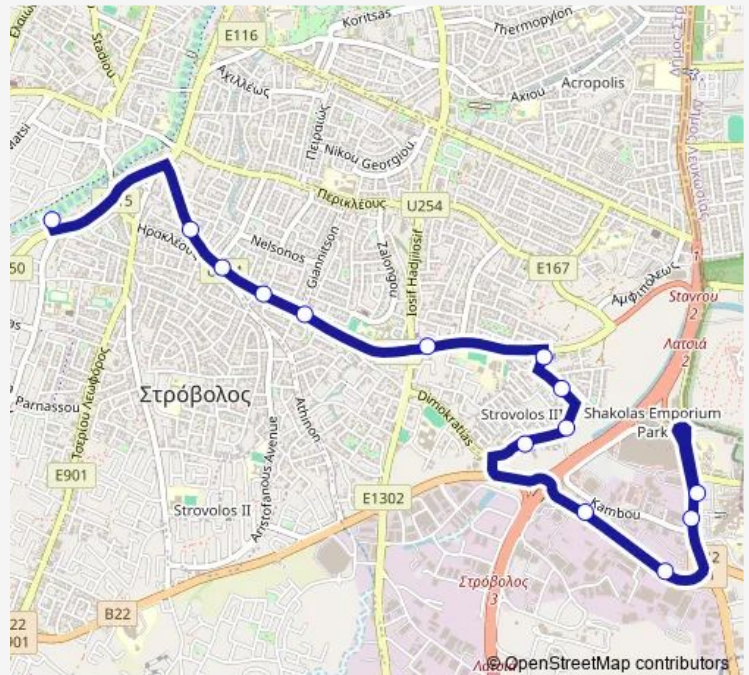 Koritsas
Thermopylon
E116
Stadiou
Αχιλλέως
Acropolis
Axiou
Πειραιώς
Nikou Georgiou
Περικλέους
U254
Ηρακλέους
Nelsonos
Giannitson
Zalongou
Iosif Hadjiiosif
E167
Αμφιπόλεως
Stavrou
2
Λατσιά
2
Στρόβολος
Parnassou
Τσερίου Λεωφόρος
Athinon
Dimokratias
Strovolos III
Shakolas Emporium
Park
E901
Aristofanous Avenue
Strovolos II
E1302
Kambou
Στρόβολος
3
B22
© OpenStreetMap contributors